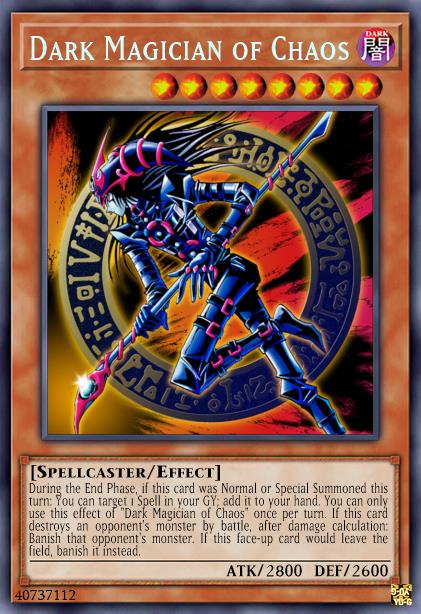 Dark Magician of Chaos
DARK
闇
[Spellcaster/Effect]
During the End Phase, if this card was Normal or Special Summoned this
turn: You can target 1 Spell in your GY; add it to your hand. You can only
use this effect of "Dark Magician of Chaos" once per turn. If this card
destroys an opponent's monster by battle, after damage calculation:
Banish that opponent's monster. If this face-up card would leave the
field, banish it instead.
ATK/2800 DEF/2600
40737112